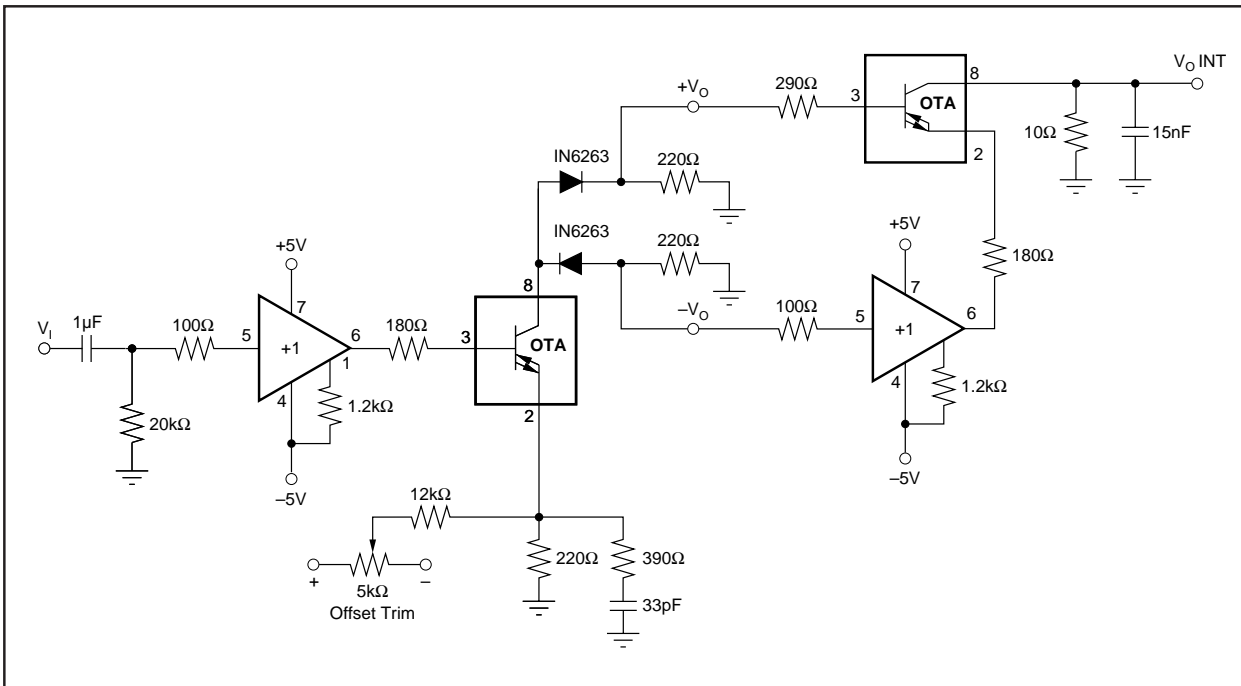 V_I
1µF
20kΩ
100Ω
5
+5V
7
+1
4
6
1
1.2kΩ
–5V
180Ω
3
8
OTA
2
12kΩ
+
–
5kΩ
Offset Trim
220Ω
390Ω
33pF
IN6263
220Ω
IN6263
220Ω
+V_O
290Ω
3
OTA
8
2
–V_O
100Ω
5
+5V
7
+1
4
6
180Ω
1.2kΩ
–5V
10Ω
15nF
V_O INT